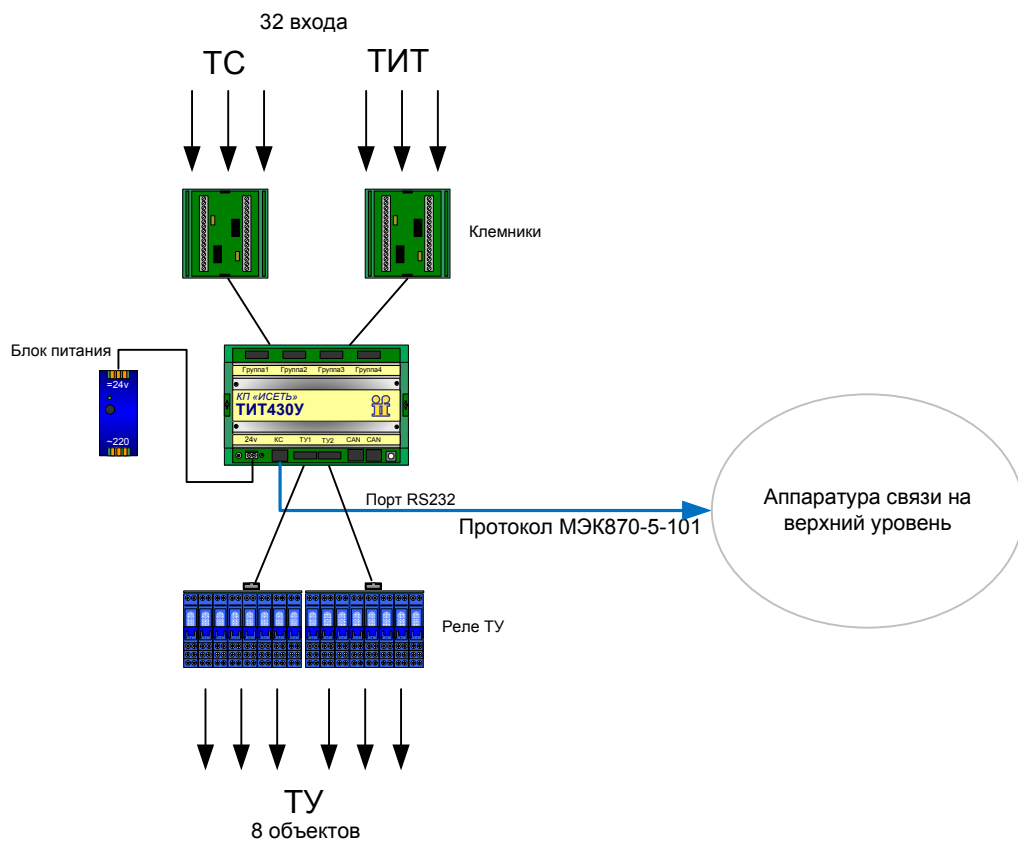 32 входа
ТС ТИТ
Клемники
Блок питания
=24v
~220
Группа1 Группа2 Группа3 Группа4
КП «ИСЕТЬ»
ТИТ430У
24v КС ТУ1 ТУ2 CAN CAN
Порт RS232
Протокол МЭК870-5-101
Аппаратура связи на
верхний уровень
Реле ТУ
ТУ
8 объектов